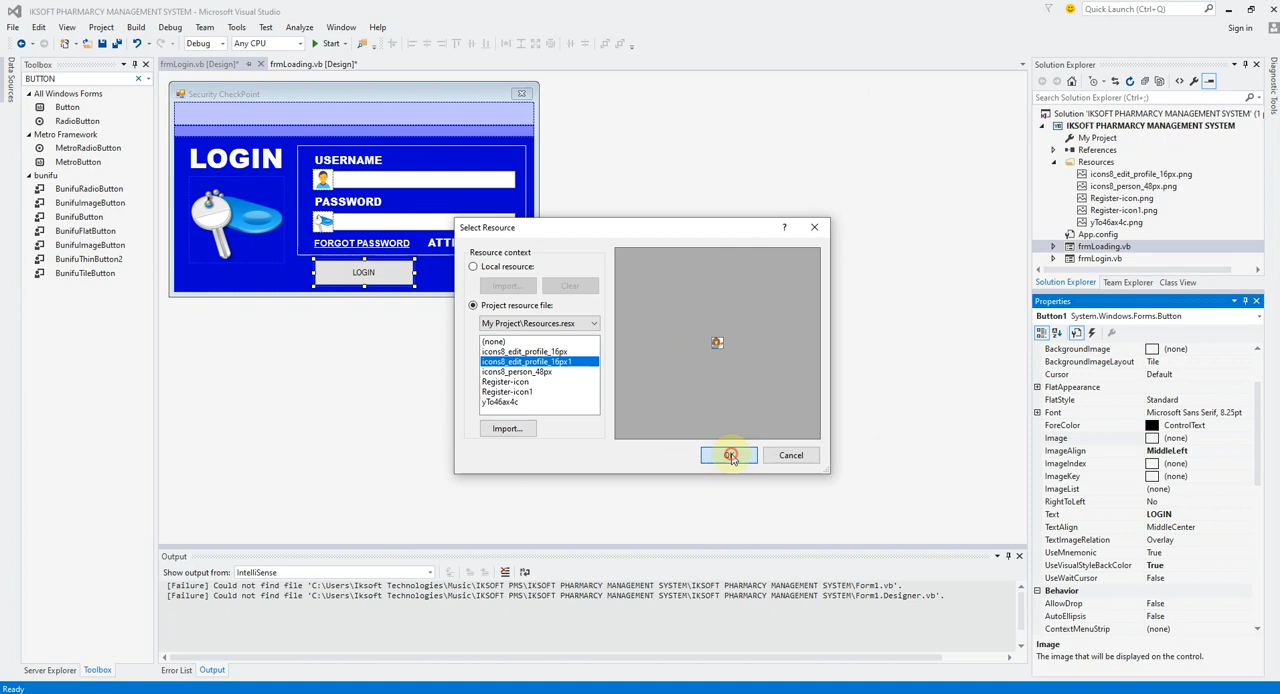 IKSOFT PHARMARCY MANAGEMENT SYSTEM - Microsoft Visual Studio
Quick Launch (Ctrl+Q)
File Edit View Project Build Debug Team Tools Test Analyze Window Help
Sign in
Debug Any CPU Start
Data Sources
Toolbox
BUTTON
All Windows Forms
Button
RadioButton
Metro Framework
MetroRadioButton
MetroButton
bunifu
BunifuRadioButton
BunifuImageButton
BunifuButton
BunifuFlatButton
BunifuImageButton
BunifuThinButton2
BunifuTileButton
Server Explorer Toolbox
frmLogin.vb [Design]* frmLoading.vb [Design]*
Security CheckPoint
LOGIN
USERNAME
PASSWORD
FORGOT PASSWORD
LOGIN
Select Resource
?
Resource context
Local resource:
Import... Clear
Project resource file:
My Project\Resources.resx
(none)
icons8_edit_profile_16px
icons8_edit_profile_16px1
icons8_person_48px
Register-icon
Register-icon1
yTo46ax4c
Import...
Cancel
Output
Show output from: IntelliSense
[Failure] Could not find file 'C:\Users\Iksoft Technologies\Music\IKSOFT PMS\IKSOFT PHARMARCY MANAGEMENT SYSTEM\IKSOFT PHARMARCY MANAGEMENT SYSTEM\Form1.vb'.
[Failure] Could not find file 'C:\Users\Iksoft Technologies\Music\IKSOFT PMS\IKSOFT PHARMARCY MANAGEMENT SYSTEM\IKSOFT PHARMARCY MANAGEMENT SYSTEM\Form1.Designer.vb'.
Error List Output
Solution Explorer
Search Solution Explorer (Ctrl+;)
Solution 'IKSOFT PHARMARCY MANAGEMENT SYSTEM' (1
IKSOFT PHARMARCY MANAGEMENT SYSTEM
My Project
References
Resources
icons8_edit_profile_16px.png
icons8_person_48px.png
Register-icon.png
Register-icon1.png
yTo46ax4c.png
App.config
frmLoading.vb
frmLogin.vb
Solution Explorer Team Explorer Class View
Properties
Button1 System.Windows.Forms.Button
BackgroundImage (none)
BackgroundImageLayout Tile
Cursor Default
FlatAppearance
FlatStyle Standard
Font Microsoft Sans Serif, 8.25pt
ForeColor ControlText
Image (none)
ImageAlign MiddleLeft
ImageIndex (none)
ImageKey (none)
ImageList (none)
RightToLeft No
Text LOGIN
TextAlign MiddleCenter
TextImageRelation Overlay
UseMnemonic True
UseVisualStyleBackColor True
UseWaitCursor False
Behavior
AllowDrop False
AutoEllipsis False
ContextMenuStrip (none)
Image
The image that will be displayed on the control.
Diagnostic Tools
Ready